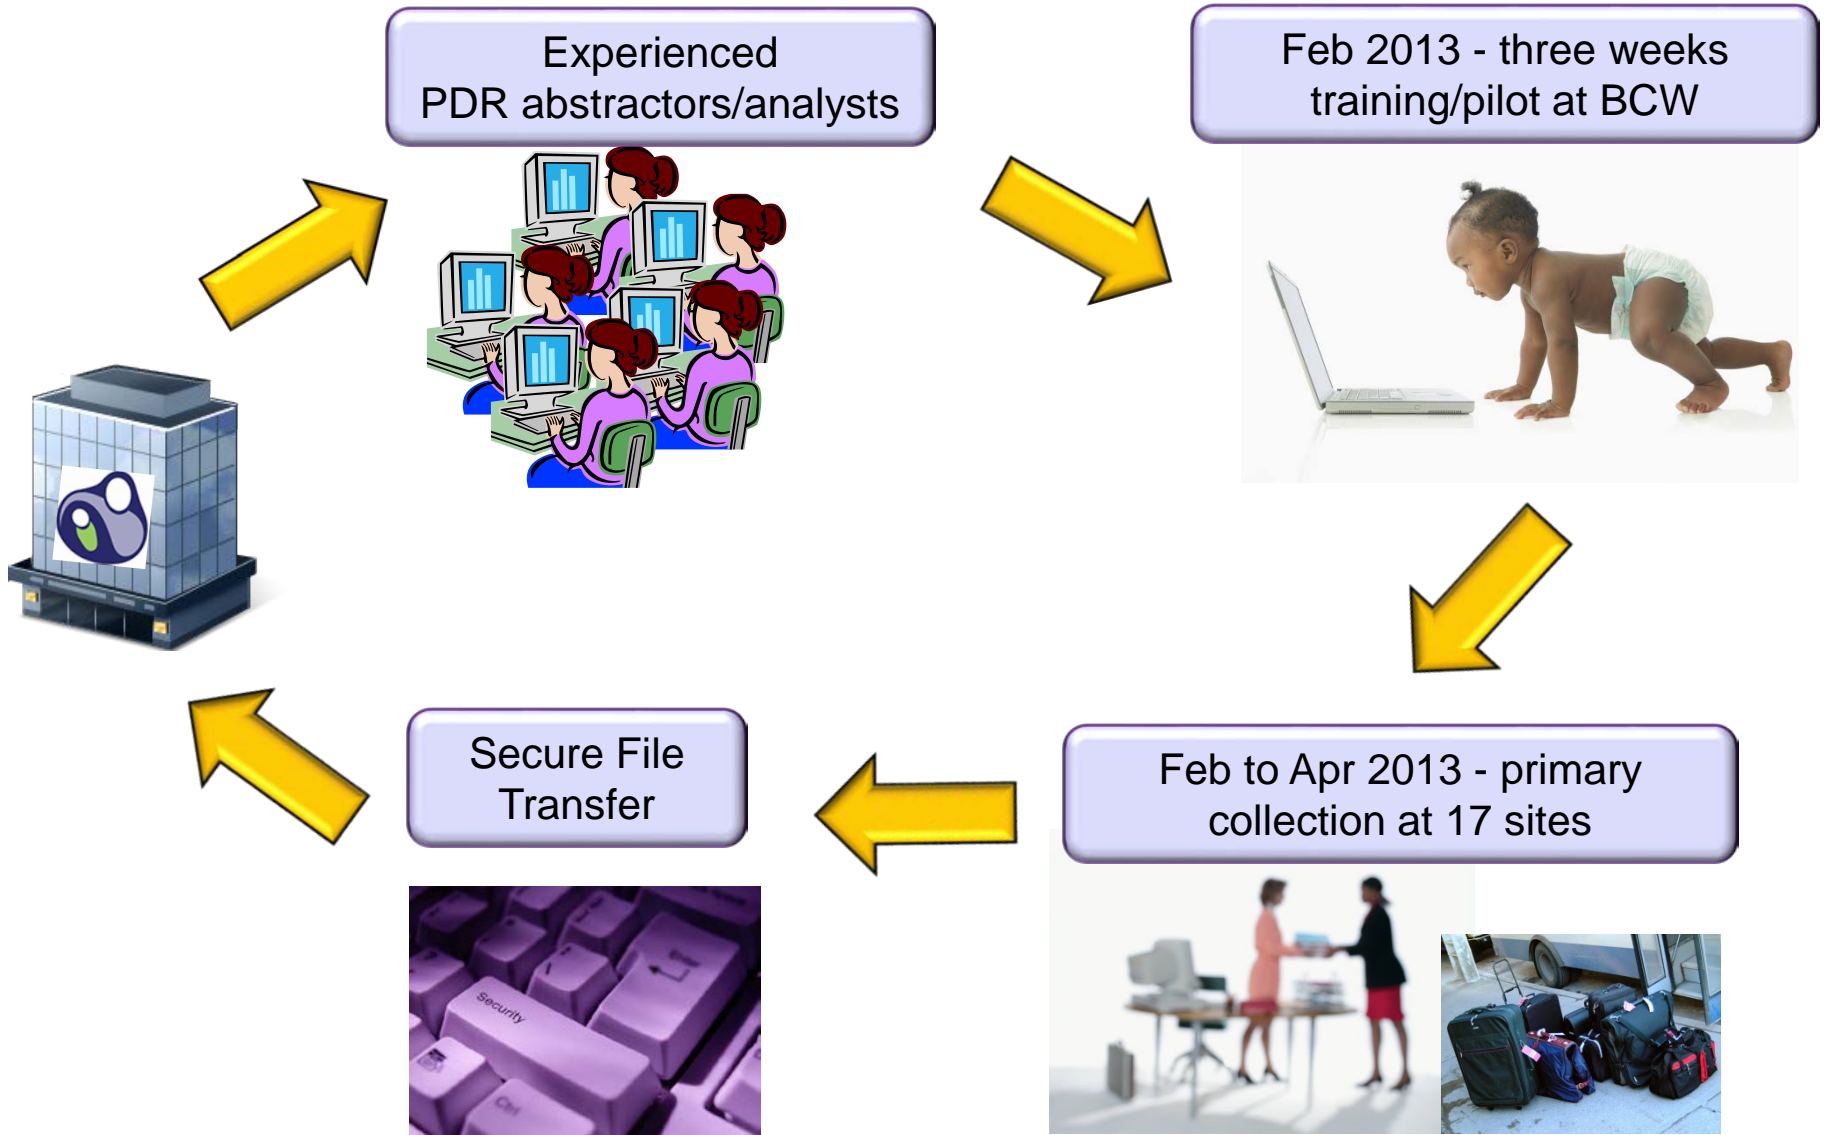 Experienced
PDR abstractors/analysts
Feb 2013 - three weeks
training/pilot at BCW
Feb to Apr 2013 - primary
collection at 17 sites
Secure File
Transfer
Security
Ctrl